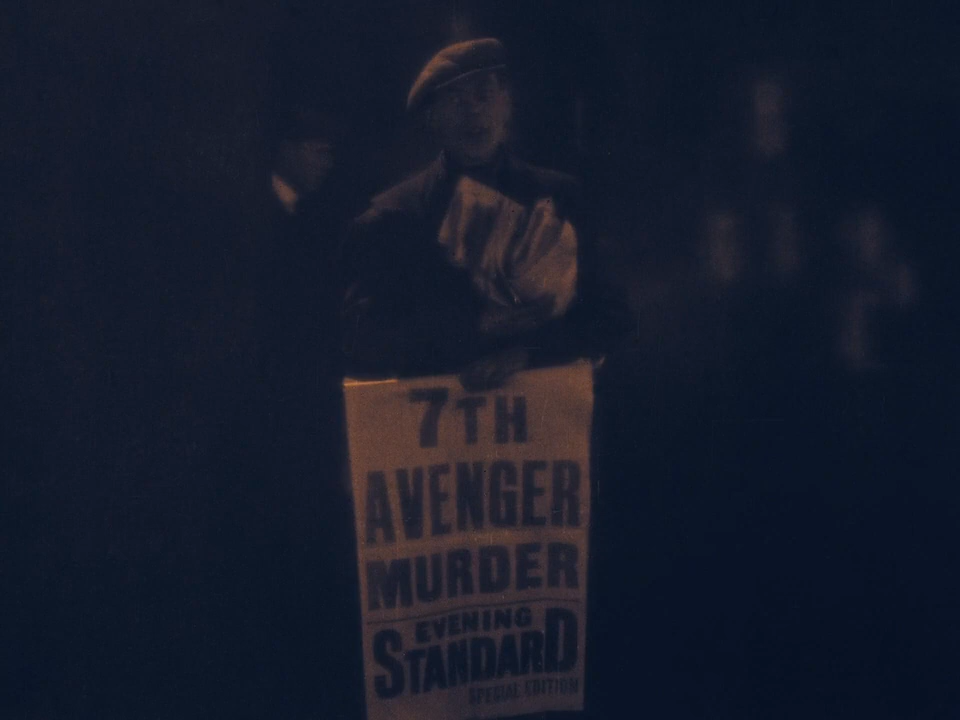 7TH
AVENGER
MURDER
EVENING
STANDARD
SPECIAL EDITION